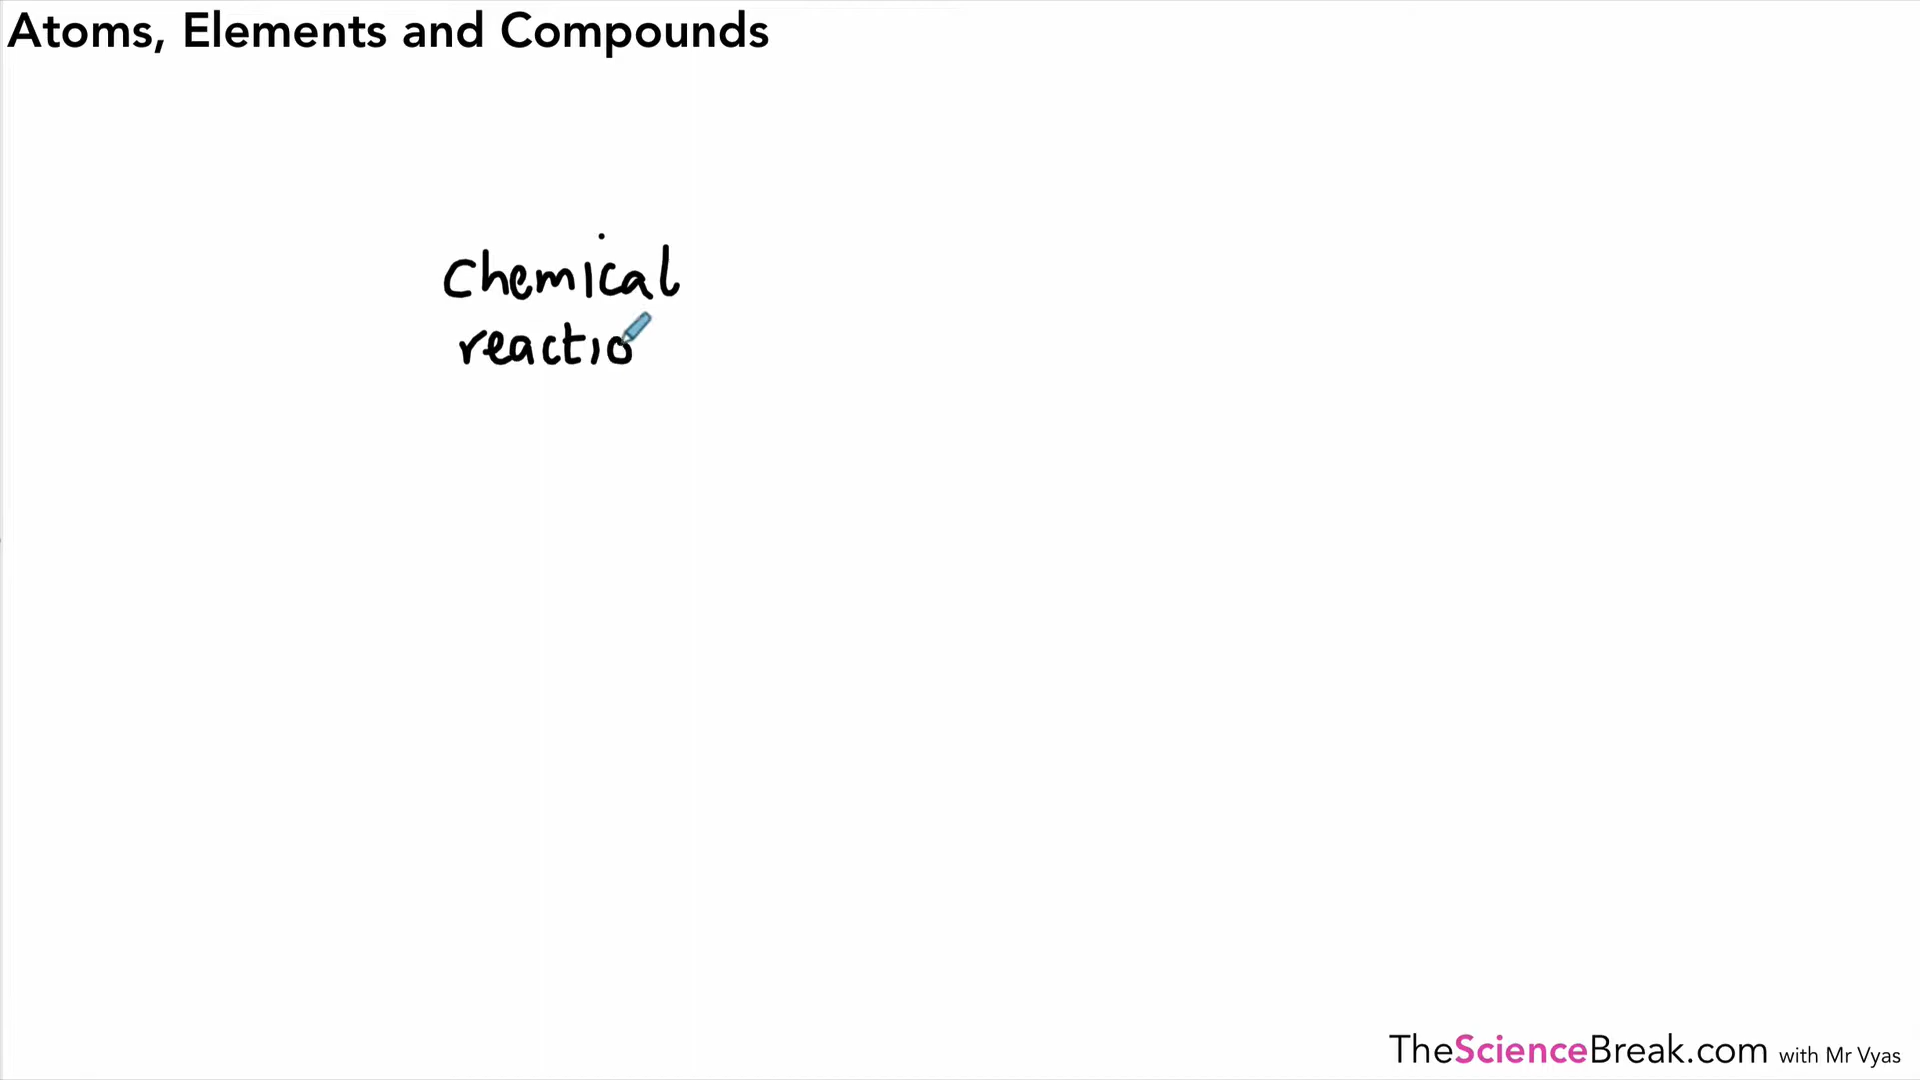 Atoms, Elements and Compounds
Chemical
reactio
TheScienceBreak.com with Mr Vyas